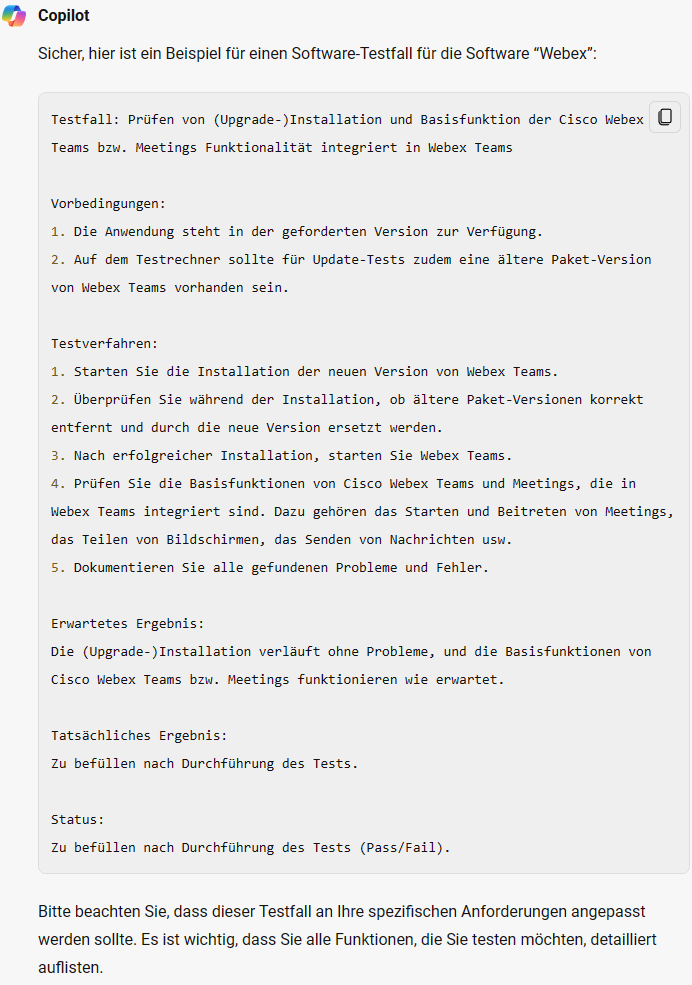 Copilot
Sicher, hier ist ein Beispiel für einen Software-Testfall für die Software “Webex”:
Testfall: Prüfen von (Upgrade-)Installation und Basisfunktion der Cisco Webex
Teams bzw. Meetings Funktionalität integriert in Webex Teams
Vorbedingungen:
1. Die Anwendung steht in der geforderten Version zur Verfügung.
2. Auf dem Testrechner sollte für Update-Tests zudem eine ältere Paket-Version
von Webex Teams vorhanden sein.
Testverfahren:
1. Starten Sie die Installation der neuen Version von Webex Teams.
2. Überprüfen Sie während der Installation, ob ältere Paket-Versionen korrekt
entfernt und durch die neue Version ersetzt werden.
3. Nach erfolgreicher Installation, starten Sie Webex Teams.
4. Prüfen Sie die Basisfunktionen von Cisco Webex Teams und Meetings, die in
Webex Teams integriert sind. Dazu gehören das Starten und Beitreten von Meetings,
das Teilen von Bildschirmen, das Senden von Nachrichten usw.
5. Dokumentieren Sie alle gefundenen Probleme und Fehler.
Erwartetes Ergebnis:
Die (Upgrade-)Installation verläuft ohne Probleme, und die Basisfunktionen von
Cisco Webex Teams bzw. Meetings funktionieren wie erwartet.
Tatsächliches Ergebnis:
Zu befüllen nach Durchführung des Tests.
Status:
Zu befüllen nach Durchführung des Tests (Pass/Fail).
Bitte beachten Sie, dass dieser Testfall an Ihre spezifischen Anforderungen angepasst
werden sollte. Es ist wichtig, dass Sie alle Funktionen, die Sie testen möchten, detailliert
auflisten.